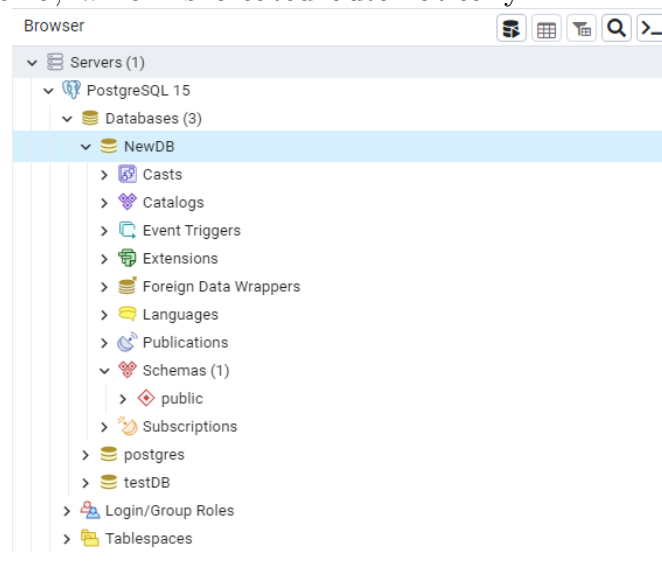 Browser
Servers (1)
PostgreSQL 15
Databases (3)
NewDB
Casts
Catalogs
Event Triggers
Extensions
Foreign Data Wrappers
Languages
Publications
Schemas (1)
public
Subscriptions
postgres
testDB
Login/Group Roles
Tablespaces